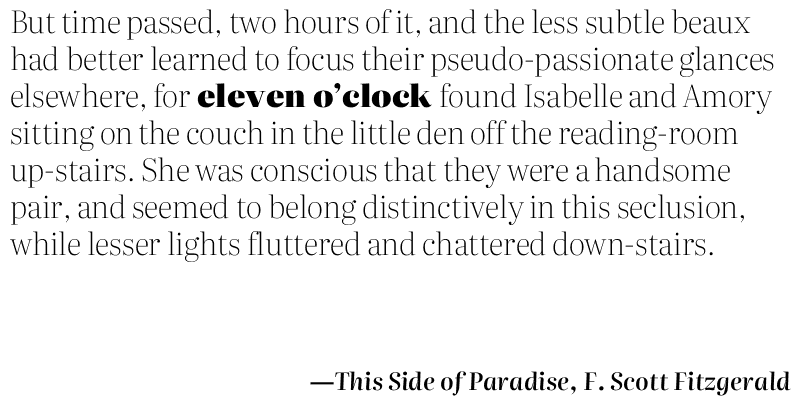 But time passed, two hours of it, and the less subtle beaux
had better learned to focus their pseudo-passionate glances
elsewhere, for eleven o’clock found Isabelle and Amory
sitting on the couch in the little den off the reading-room
up-stairs. She was conscious that they were a handsome
pair, and seemed to belong distinctively in this seclusion,
while lesser lights fluttered and chattered down-stairs.
—This Side of Paradise, F. Scott Fitzgerald